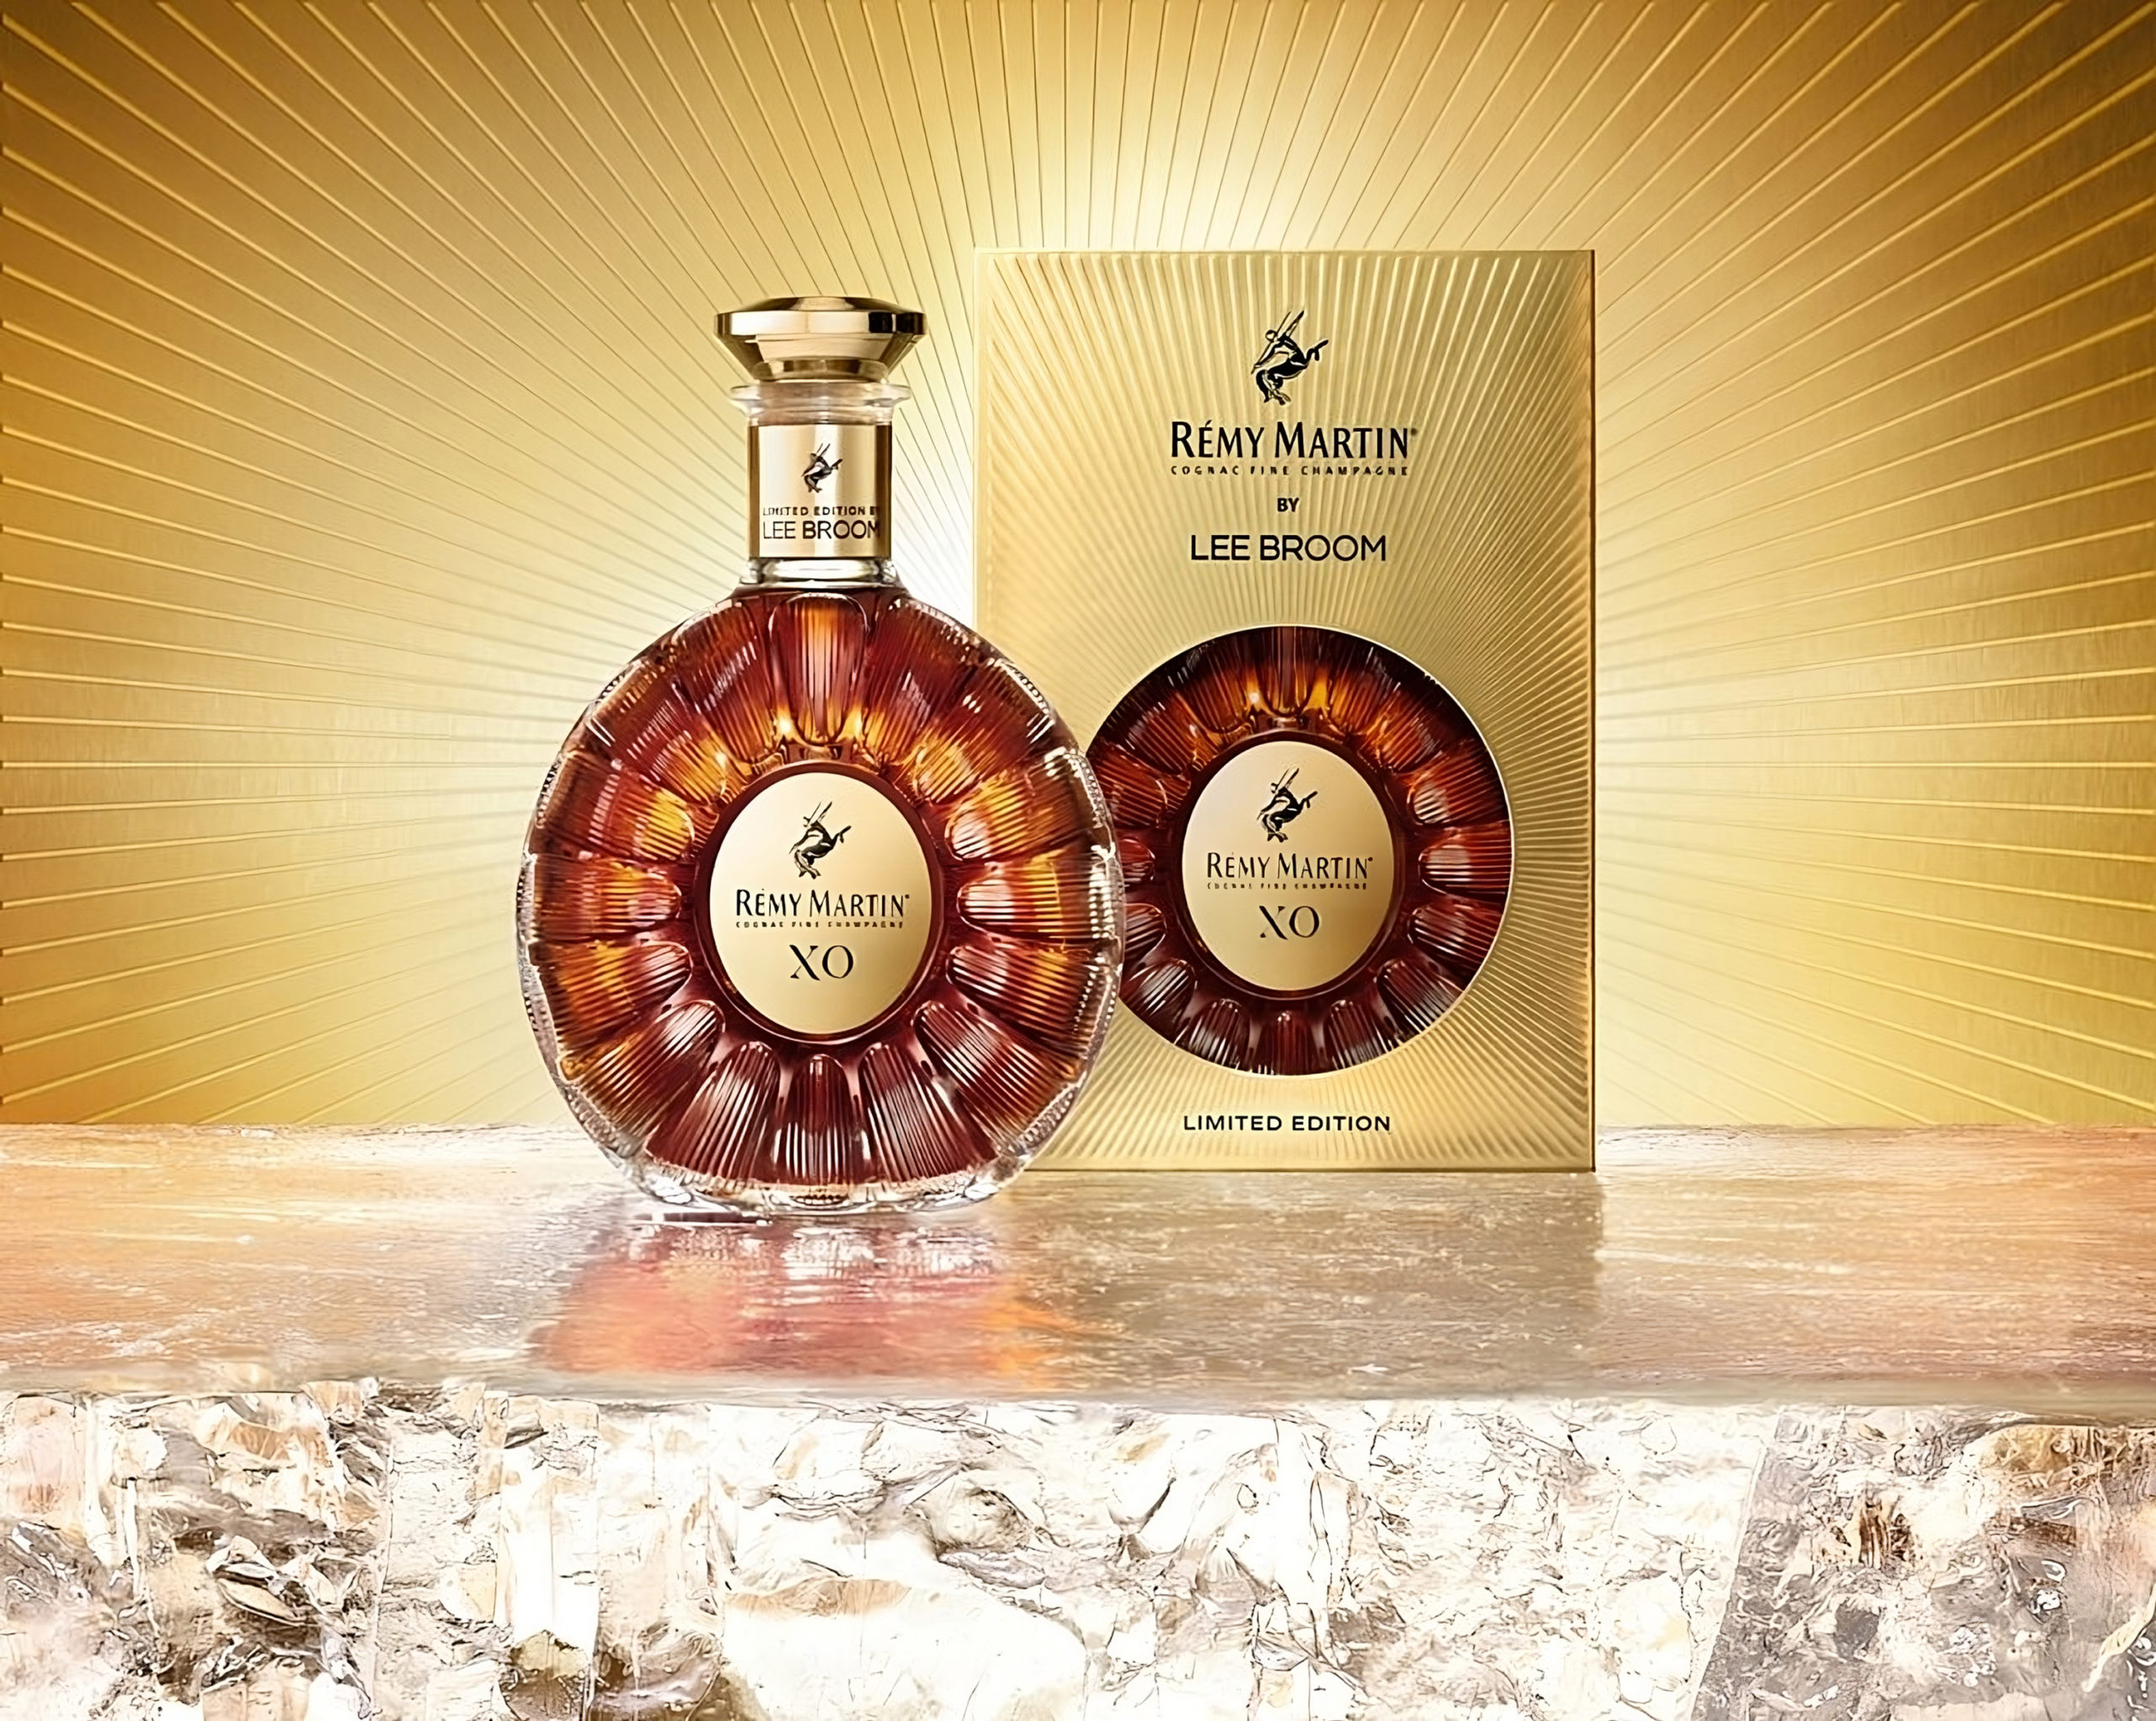 LIMITED EDITION BY
LEE BROOM
RÉMY MARTIN
COGNAC FINE CHAMPAGNE
XO
RÉMY MARTIN®
COGNAC FINE CHAMPAGNE
BY
LEE BROOM
RÉMY MARTIN
COGNAC FINE CHAMPAGNE
XO
LIMITED EDITION